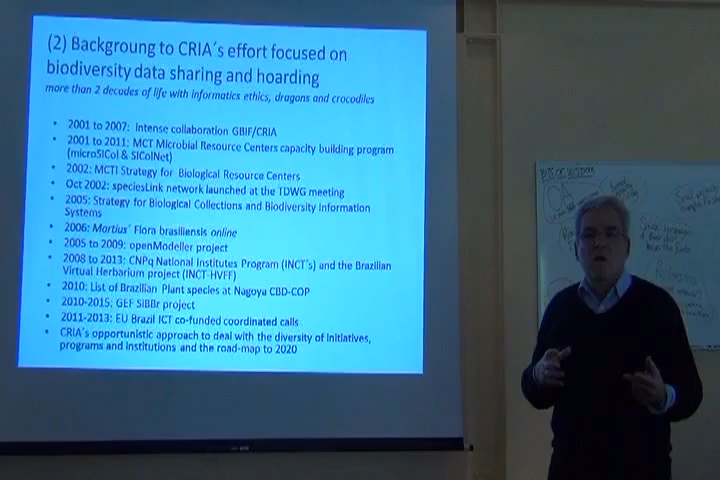 (2) Backgroung to CRIA´s effort focused on
biodiversity data sharing and hoarding
more than 2 decades of life with informatics ethics, dragons and crocodiles
• 2001 to 2007: Intense collaboration GBIF/CRIA
• 2001 to 2011: MCT Microbial Resource Centers capacity building program
(microSICol & SIColNet)
• 2002: MCTI Strategy for Biological Resource Centers
• Oct 2002: speciesLink network launched at the TDWG meeting
• 2005: Strategy for Biological Collections and Biodiversity Information
Systems
• 2006: Martius´ Flora brasiliensis online
• 2005 to 2009: openModeller project
• 2008 to 2013: CNPq National Institutes Program (INCT´s) and the Brazilian
Virtual Herbarium project (INCT-HVFF)
• 2010: List of Brazilian Plant species at Nagoya CBD-COP
• 2010-2015: GEF SiBBr project
• 2011-2013: EU Brazil ICT co-funded coordinated calls
• CRIA´s opportunistic approach to deal with the diversity of initiatives,
programs and institutions and the road-map to 2020
BITS OR WISDOM
OA